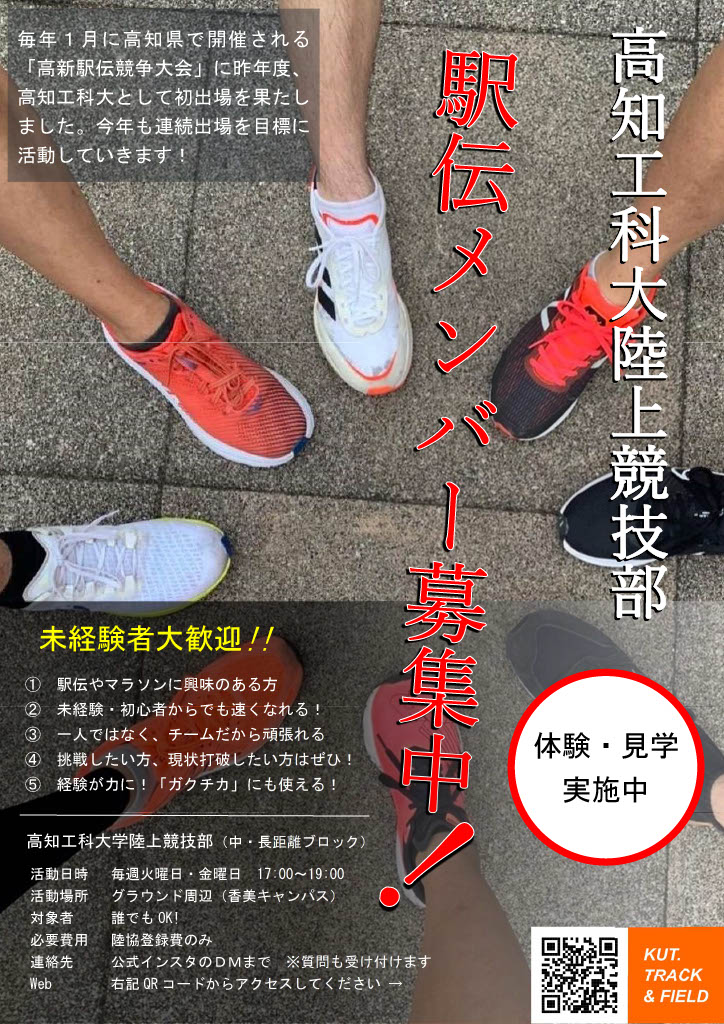 高知工科大陸上競技部
駅伝メンバー募集中!
毎年1月に高知県で開催される
「高新駅伝競争大会」に昨年度、
高知工科大として初出場を果たし
ました。今年も連続出場を目標に
活動していきます!
未経験者大歓迎!!
① 駅伝やマラソンに興味のある方
② 未経験・初心者からでも速くなれる!
③ 一人ではなく、チームだから頑張れる
④ 挑戦したい方、現状打破したい方はぜひ!
⑤ 経験が力に!「ガクチカ」にも使える!
体験・見学
実施中
高知工科大学陸上競技部(中・長距離ブロック)
活動日時 毎週火曜日・金曜日 17:00~19:00
活動場所 グラウンド周辺(香美キャンパス)
対象者 誰でもOK!
必要費用 陸協登録費のみ
連絡先 公式インスタのDMまで ※質問も受け付けます
Web 右記QRコードからアクセスしてください →
KUT.
TRACK
& FIELD